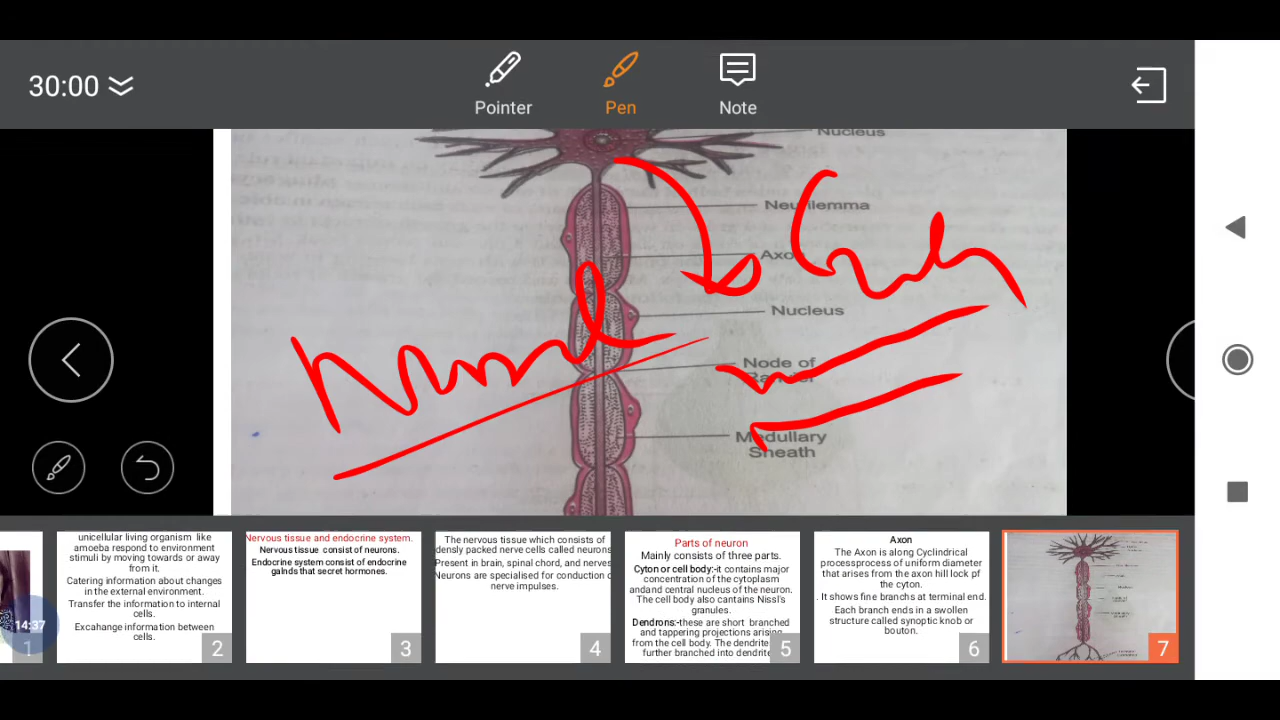 30:00
Pointer
Pen
Note
Nucleus
Neurilemma
Axon
Nucleus
Node of
Ranvier
Medullary
Sheath
14:37
1
unicellular living organism like
amoeba respond to environment
stimuli by moving towards or away
from it.
Catering information about changes
in the external environment.
Transfer the information to internal
cells.
Excahange information between
cells.
2
Nervous tissue and endocrine system.
Nervous tissue consist of neurons.
Endocrine system consist of endocrine
galnds that secret hormones.
3
The nervous tissue which consists of
densly packed nerve cells called neurons
Present in brain, spinal chord, and nerves
Neurons are specialised for conduction o
nerve impulses.
4
Parts of neuron
Mainly consists of three parts.
Cyton or cell body:-it contains major
concentration of the cytoplasm
andand central nucleus of the neuron.
The cell body also cantains Nissl's
granules.
Dendrons:-these are short branched
and tappering projections arising
from the cell body. The dendrite
further branched into dendrite
5
Axon
The Axon is along Cyclindrical
processprocess of uniform diameter
that arises from the axon hill lock pf
the cyton.
. It shows fine branchs at terminal end.
Each branch ends in a swollen
structure called synoptic knob or
bouton.
6
7